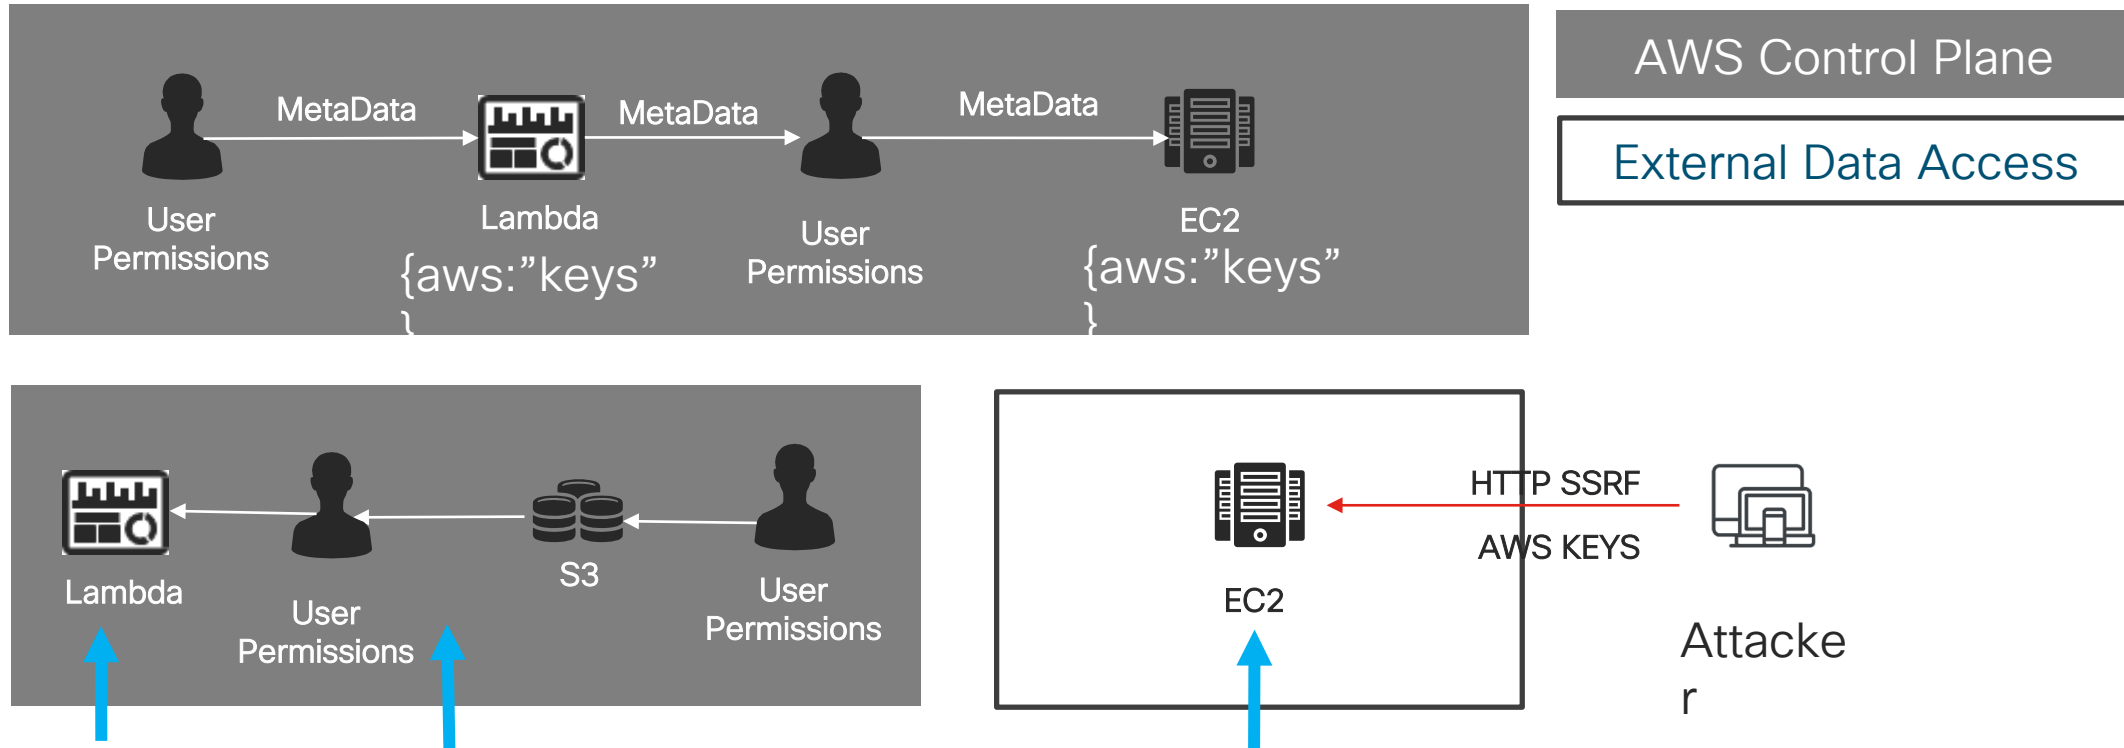 AWS Control Plane
External Data Access
MetaData
MetaData
MetaData
User
Permissions
Lambda
{aws:”keys”
}
User
Permissions
EC2
{aws:”keys”
}
Lambda
User
Permissions
S3
User
Permissions
EC2
HTTP SSRF
AWS KEYS
Attacke
r